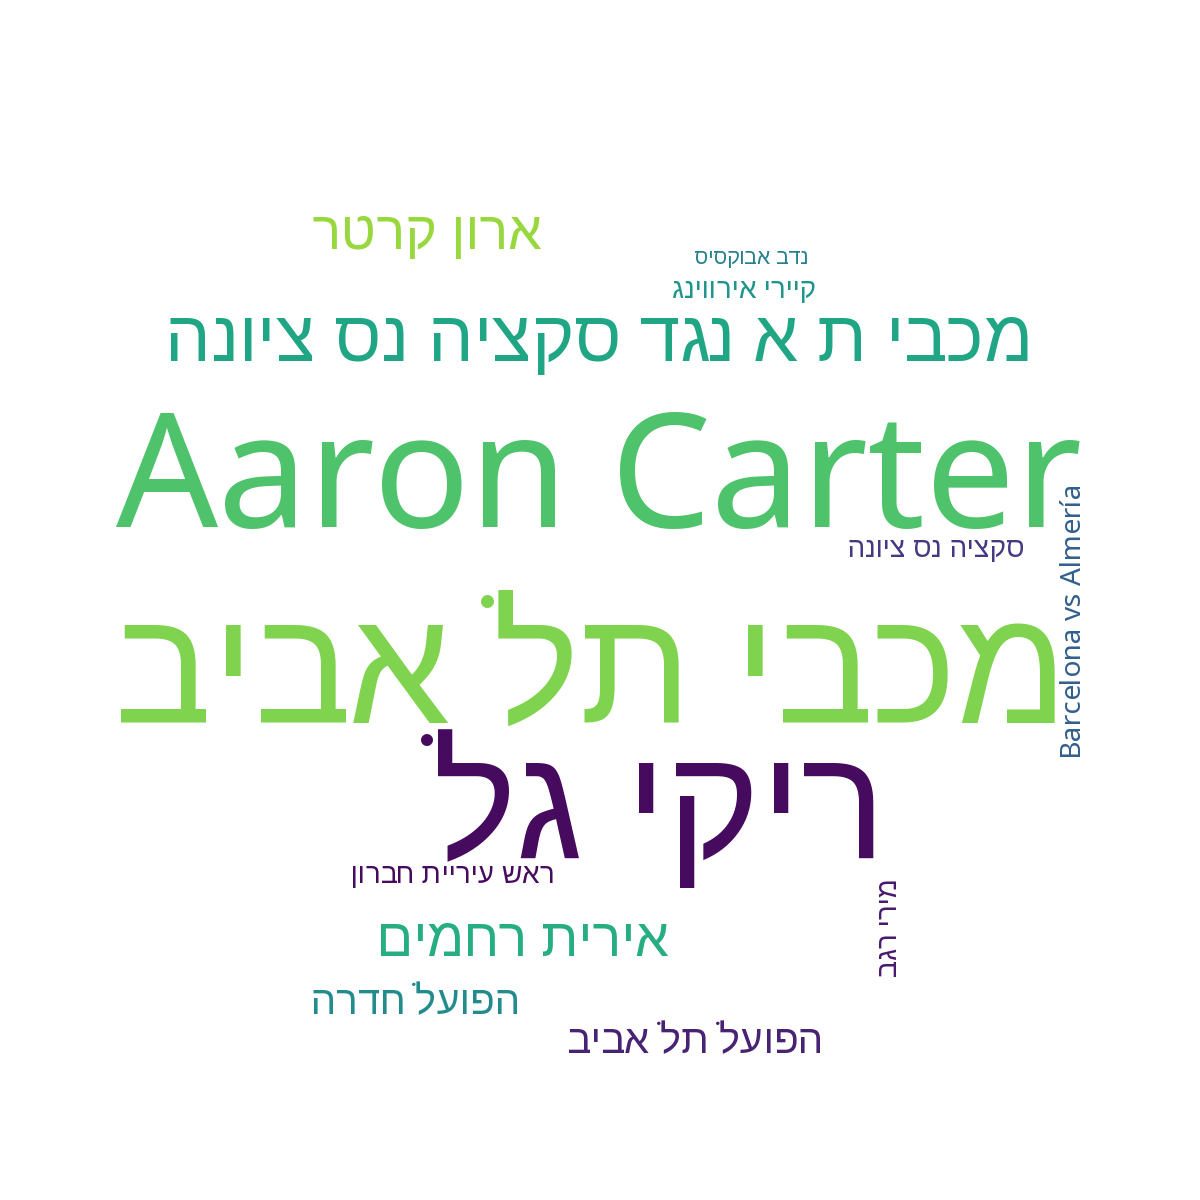 ארון קרטר
נדב אבוקסיס
קיירי אירווינג
מכבי ת א נגד סקציה נס ציונה
Aaron Carter
סקציה נס ציונה
Barcelona vs Almería
מכבי תל אביב
ריקי גל
ראש עיריית חברון
מירי רגב
אירית רחמים
הפועל חדרה
הפועל תל אביב